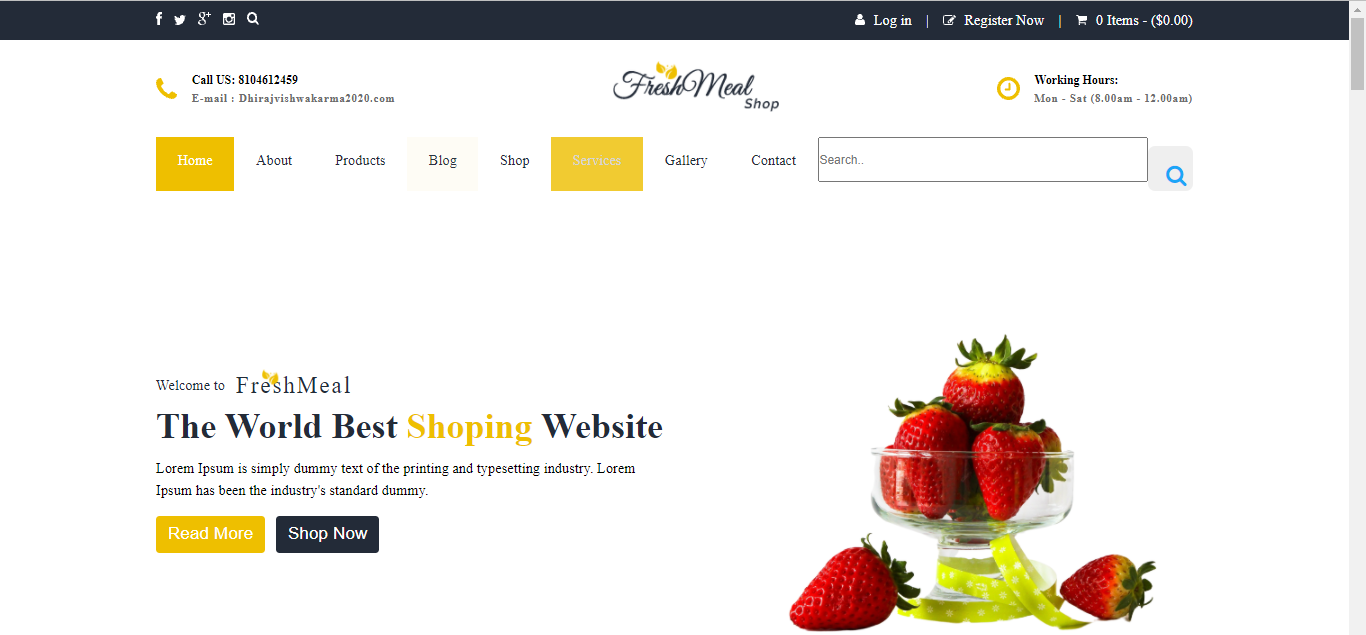 Log in | Register Now | 0 Items - ($0.00)
Call US: 8104612459
E-mail : Dhirajvishwakarma2020.com
FreshMeal
Shop
Working Hours:
Mon - Sat (8.00am - 12.00am)
Home About Products Blog Shop Services Gallery Contact Search..
Welcome to FreshMeal
The World Best Shoping Website
Lorem Ipsum is simply dummy text of the printing and typesetting industry. Lorem
Ipsum has been the industry's standard dummy.
Read More Shop Now